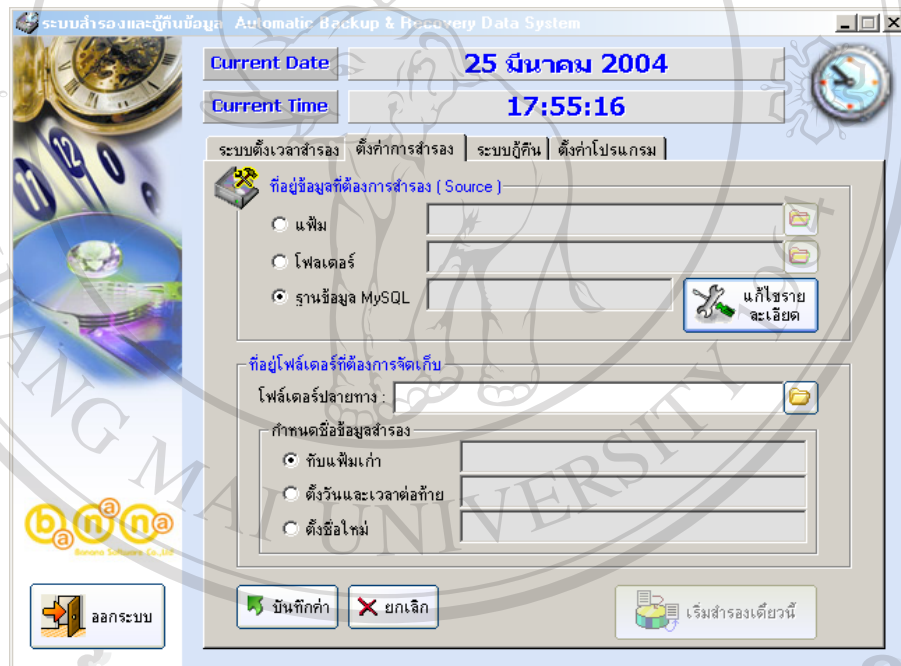 ระบบสำรองและกู้คืนข้อมูล Automatic Backup & Recovery Data System
Current Date
25 มีนาคม 2004
Current Time
17:55:16
ระบบตั้งเวลาสำรอง
ตั้งค่าการสำรอง
ระบบกู้คืน
ตั้งค่าโปรแกรม
ที่อยู่ข้อมูลที่ต้องการสำรอง ( Source )
แฟ้ม
โฟลเดอร์
ฐานข้อมูล MySQL
แก้ไขราย
ละเอียด
ที่อยู่โฟล์เดอร์ที่ต้องการจัดเก็บ
โฟล์เดอร์ปลายทาง :
กำหนดชื่อข้อมูลสำรอง
ทับแฟ้มเก่า
ตั้งวันและเวลาต่อท้าย
ตั้งชื่อใหม่
banana
Banana Software Co.,Ltd
ออกระบบ
บันทึกค่า
ยกเลิก
เริ่มสำรองเดี๋ยวนี้
MAI UNIVERSITY